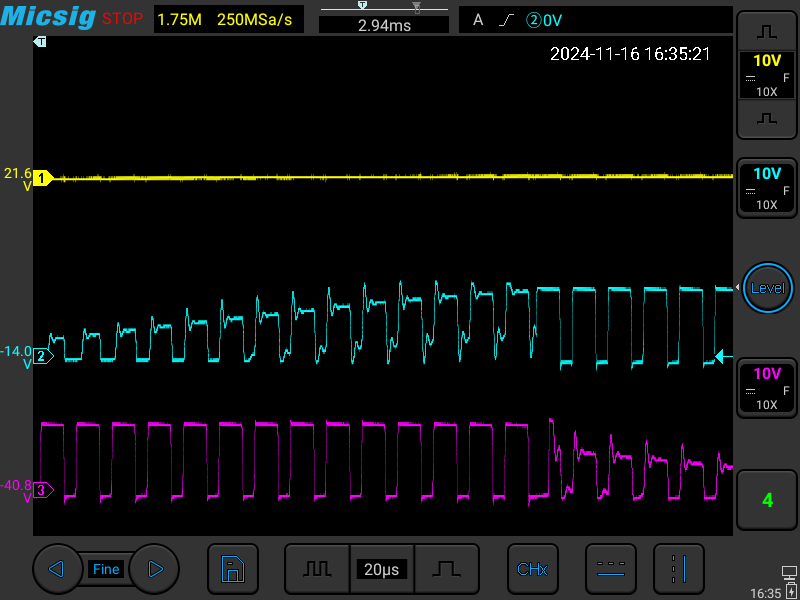 Micsig STOP 1.75M 250MSa/s T 2.94ms A 2 0V
T
2024-11-16 16:35:21
10V
F
10X
21.6
V
1
10V
F
10X
Level
-14.0
V
2
10V
F
10X
-40.8
V
3
4
Fine 20µs CHx
16:35